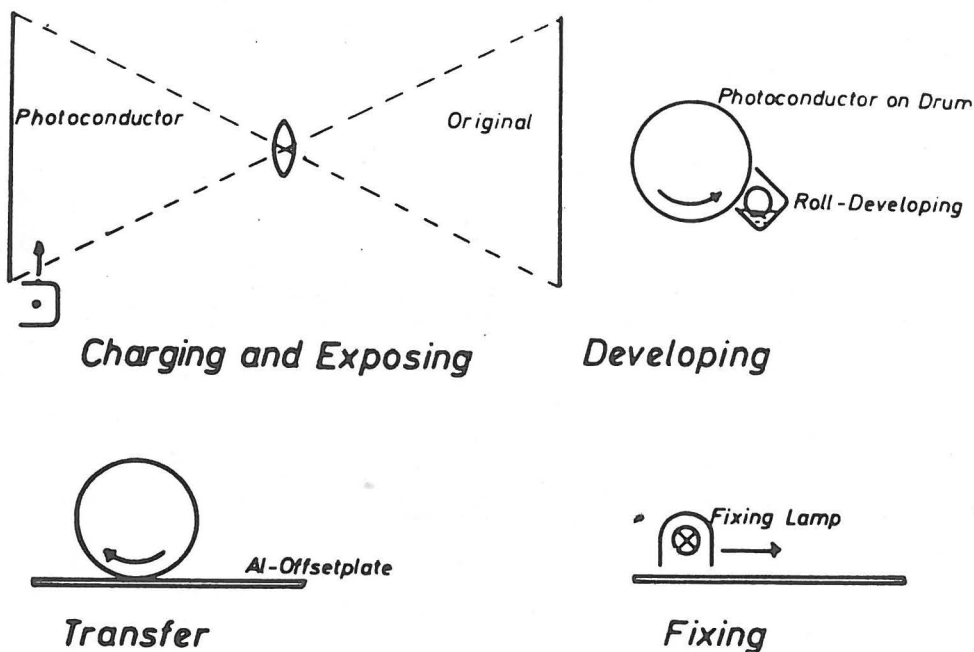 Photoconductor
Original
Charging and Exposing
Photoconductor on Drum
Roll-Developing
Developing
Al-Offsetplate
Transfer
Fixing Lamp
Fixing